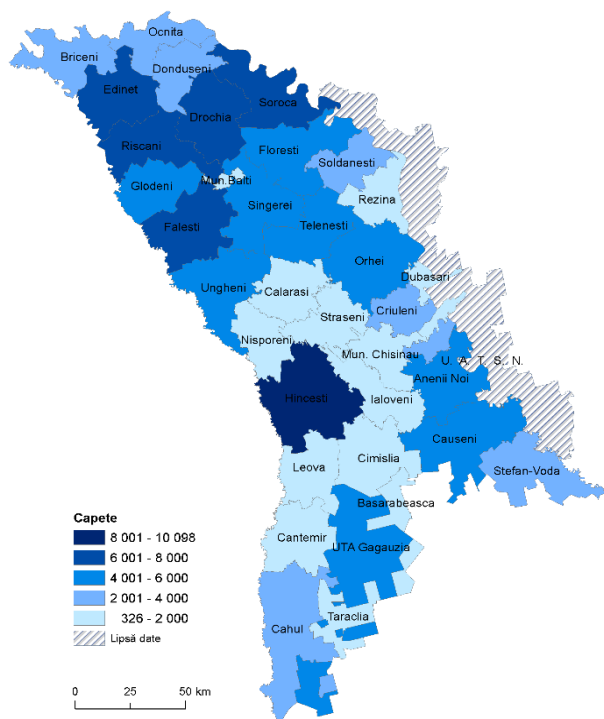 Ocnita
Briceni
Donduseni
Edinet
Soroca
Drochia
Riscani
Floresti
Soldanesti
Glodeni
Mun.Balti
Rezina
Singerei
Falesti
Telenesti
Orhei
Dubasari
Ungheni
Calarasi
Criuleni
Straseni
Nisporeni
Mun. Chisinau
U. A. T. S. N.
Anenii Noi
Hincesti
Ialoveni
Causeni
Cimislia
Leova
Stefan-Voda
Basarabeasca
Cantemir
UTA Gagauzia
Taraclia
Cahul
Capete
8 001 - 10 098
6 001 - 8 000
4 001 - 6 000
2 001 - 4 000
326 - 2 000
Lipsă date
0 25 50 km